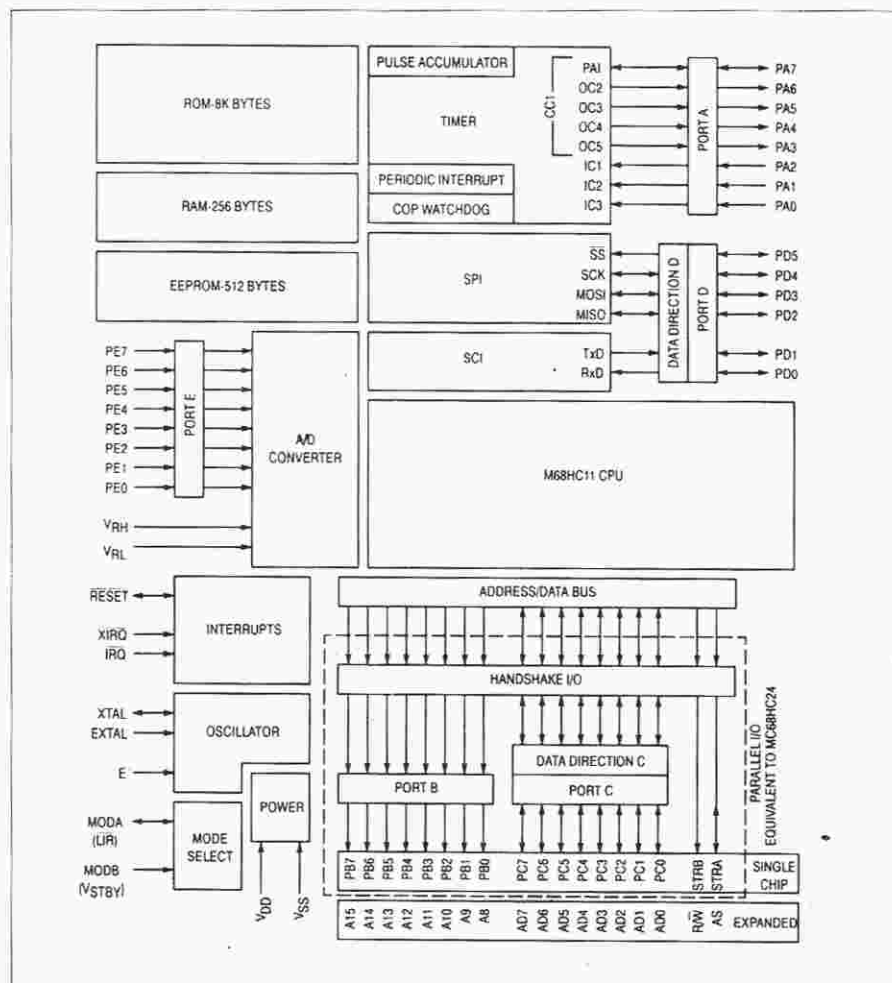 ROM-8K BYTES
RAM-256 BYTES
EEPROM-512 BYTES
PULSE ACCUMULATOR
TIMER
PERIODIC INTERRUPT
COP WATCHDOG
CC1
PAI
OC2
OC3
OC4
OC5
IC1
IC2
IC3
PORT A
PA7
PA6
PA5
PA4
PA3
PA2
PA1
PA0
SPI
SS
SCK
MOSI
MISO
SCI
TxD
RxD
DATA DIRECTION D
PORT D
PD5
PD4
PD3
PD2
PD1
PD0
PE7
PE6
PE5
PE4
PE3
PE2
PE1
PE0
PORT E
A/D
CONVERTER
VRH
VRL
M68HC11 CPU
RESET
XIRQ
IRQ
INTERRUPTS
XTAL
EXTAL
E
OSCILLATOR
POWER
MODA
(LIR)
MODB
(VSTBY)
MODE
SELECT
VDD
VSS
ADDRESS/DATA BUS
HANDSHAKE I/O
DATA DIRECTION C
PORT B
PORT C
PARALLEL I/O
EQUIVALENT TO MC68HC24
PB7 PB6 PB5 PB4 PB3 PB2 PB1 PB0 PC7 PC6 PC5 PC4 PC3 PC2 PC1 PC0 STRB STRA
SINGLE
CHIP
A15 A14 A13 A12 A11 A10 A9 A8 AD7 AD6 AD5 AD4 AD3 AD2 AD1 AD0 R/W AS
EXPANDED